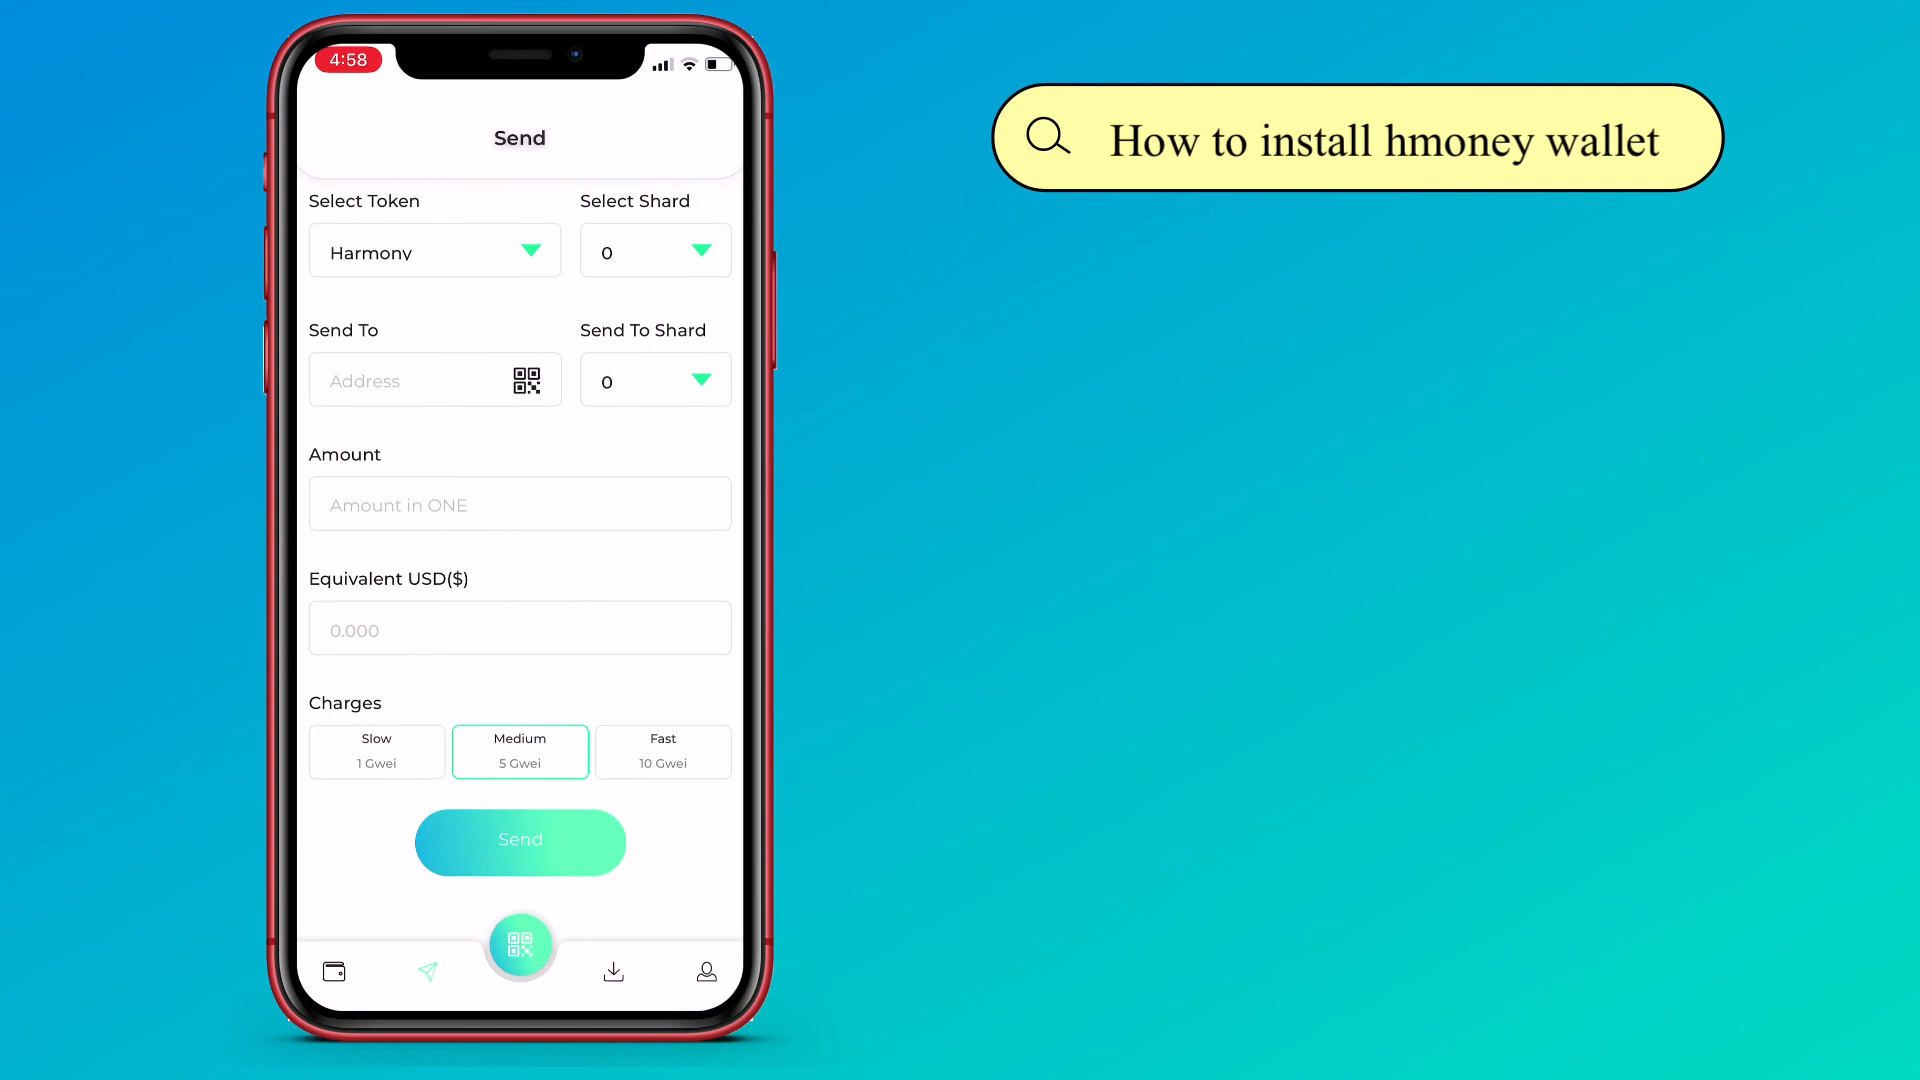 4:58
Send
Select Token
Select Shard
Harmony
0
Send To
Send To Shard
Address
0
Amount
Amount in ONE
Equivalent USD($)
0.000
Charges
Slow
Medium
Fast
1 Gwei
5 Gwei
10 Gwei
Send
How to install hmoney wallet